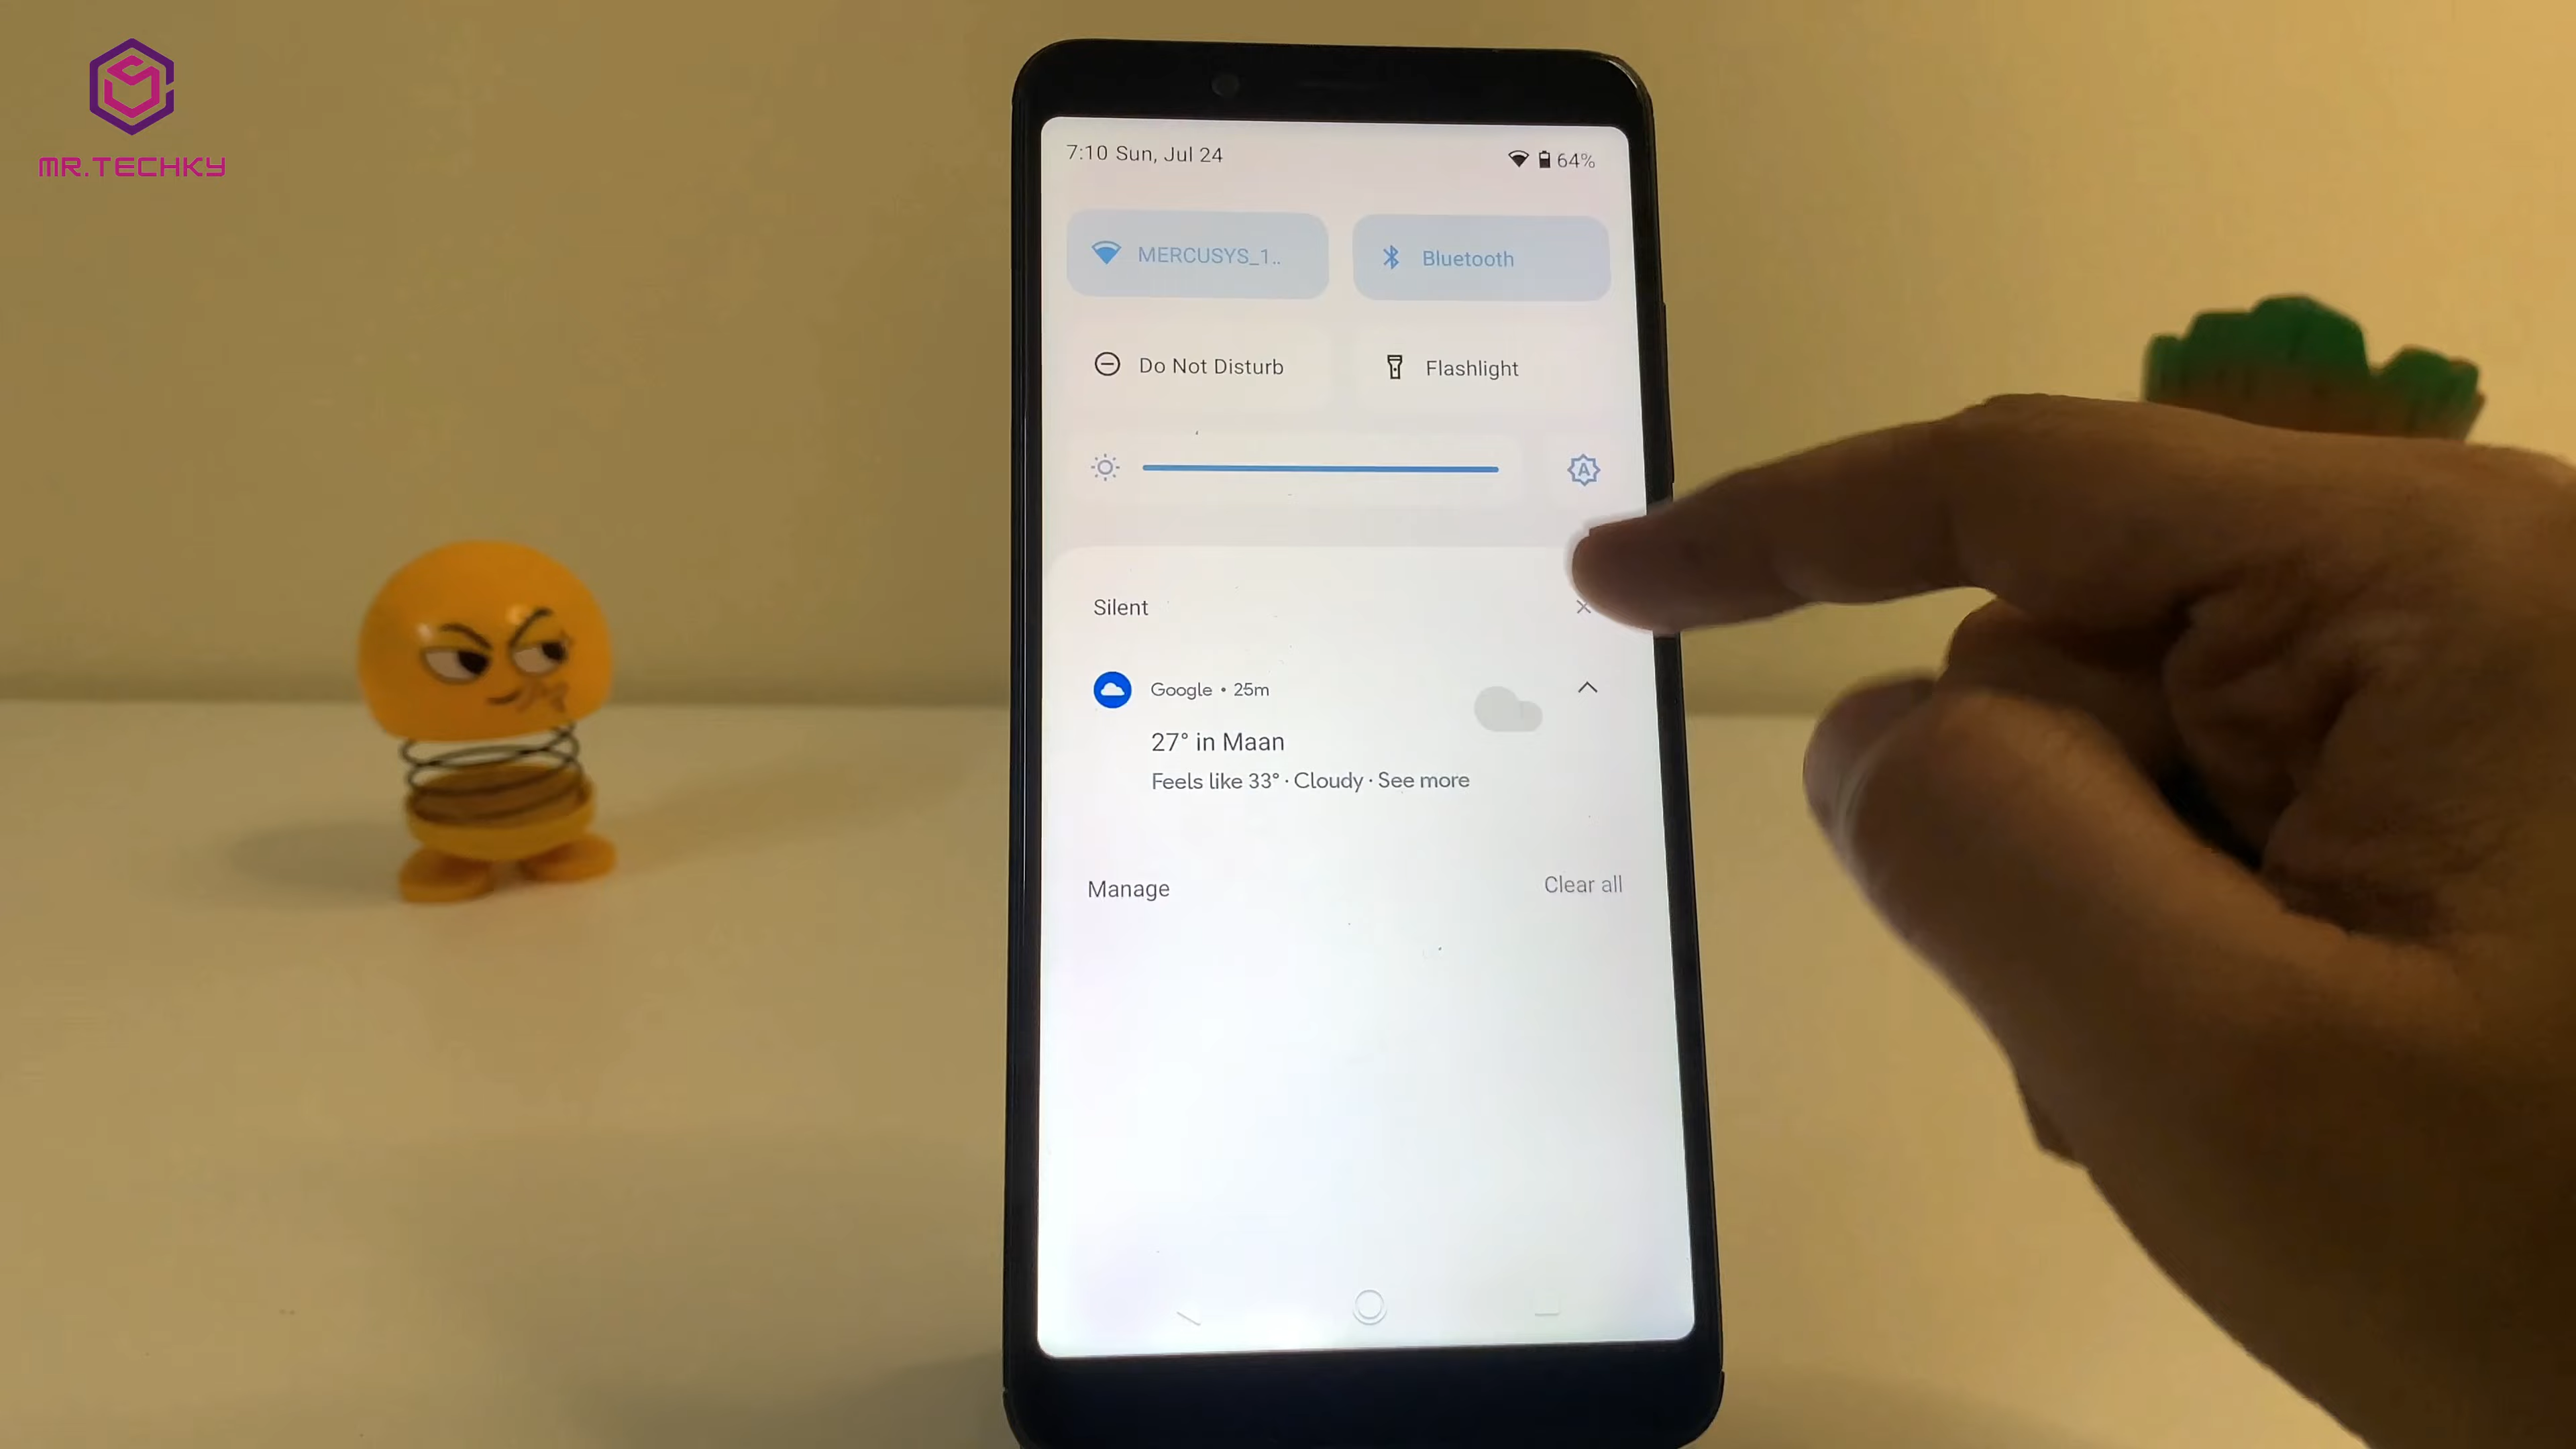 MR.TECHKY
7:10 Sun, Jul 24
64%
MERCUSYS_1..
Bluetooth
Do Not Disturb
Flashlight
A
Silent
Google • 25m
27° in Maan
Feels like 33° · Cloudy · See more
Manage
Clear all